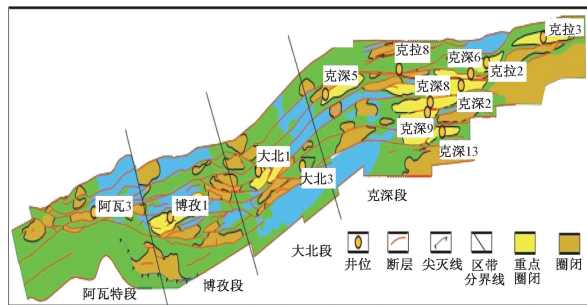 克拉3
克拉8
克深6
克拉2
克深5
克深8
克深2
克深9
克深13
大北1
大北3
克深段
阿瓦3
博孜1
大北段
博孜段
阿瓦特段
井位
断层
尖灭线
区带
分界线
重点
圈闭
圈闭